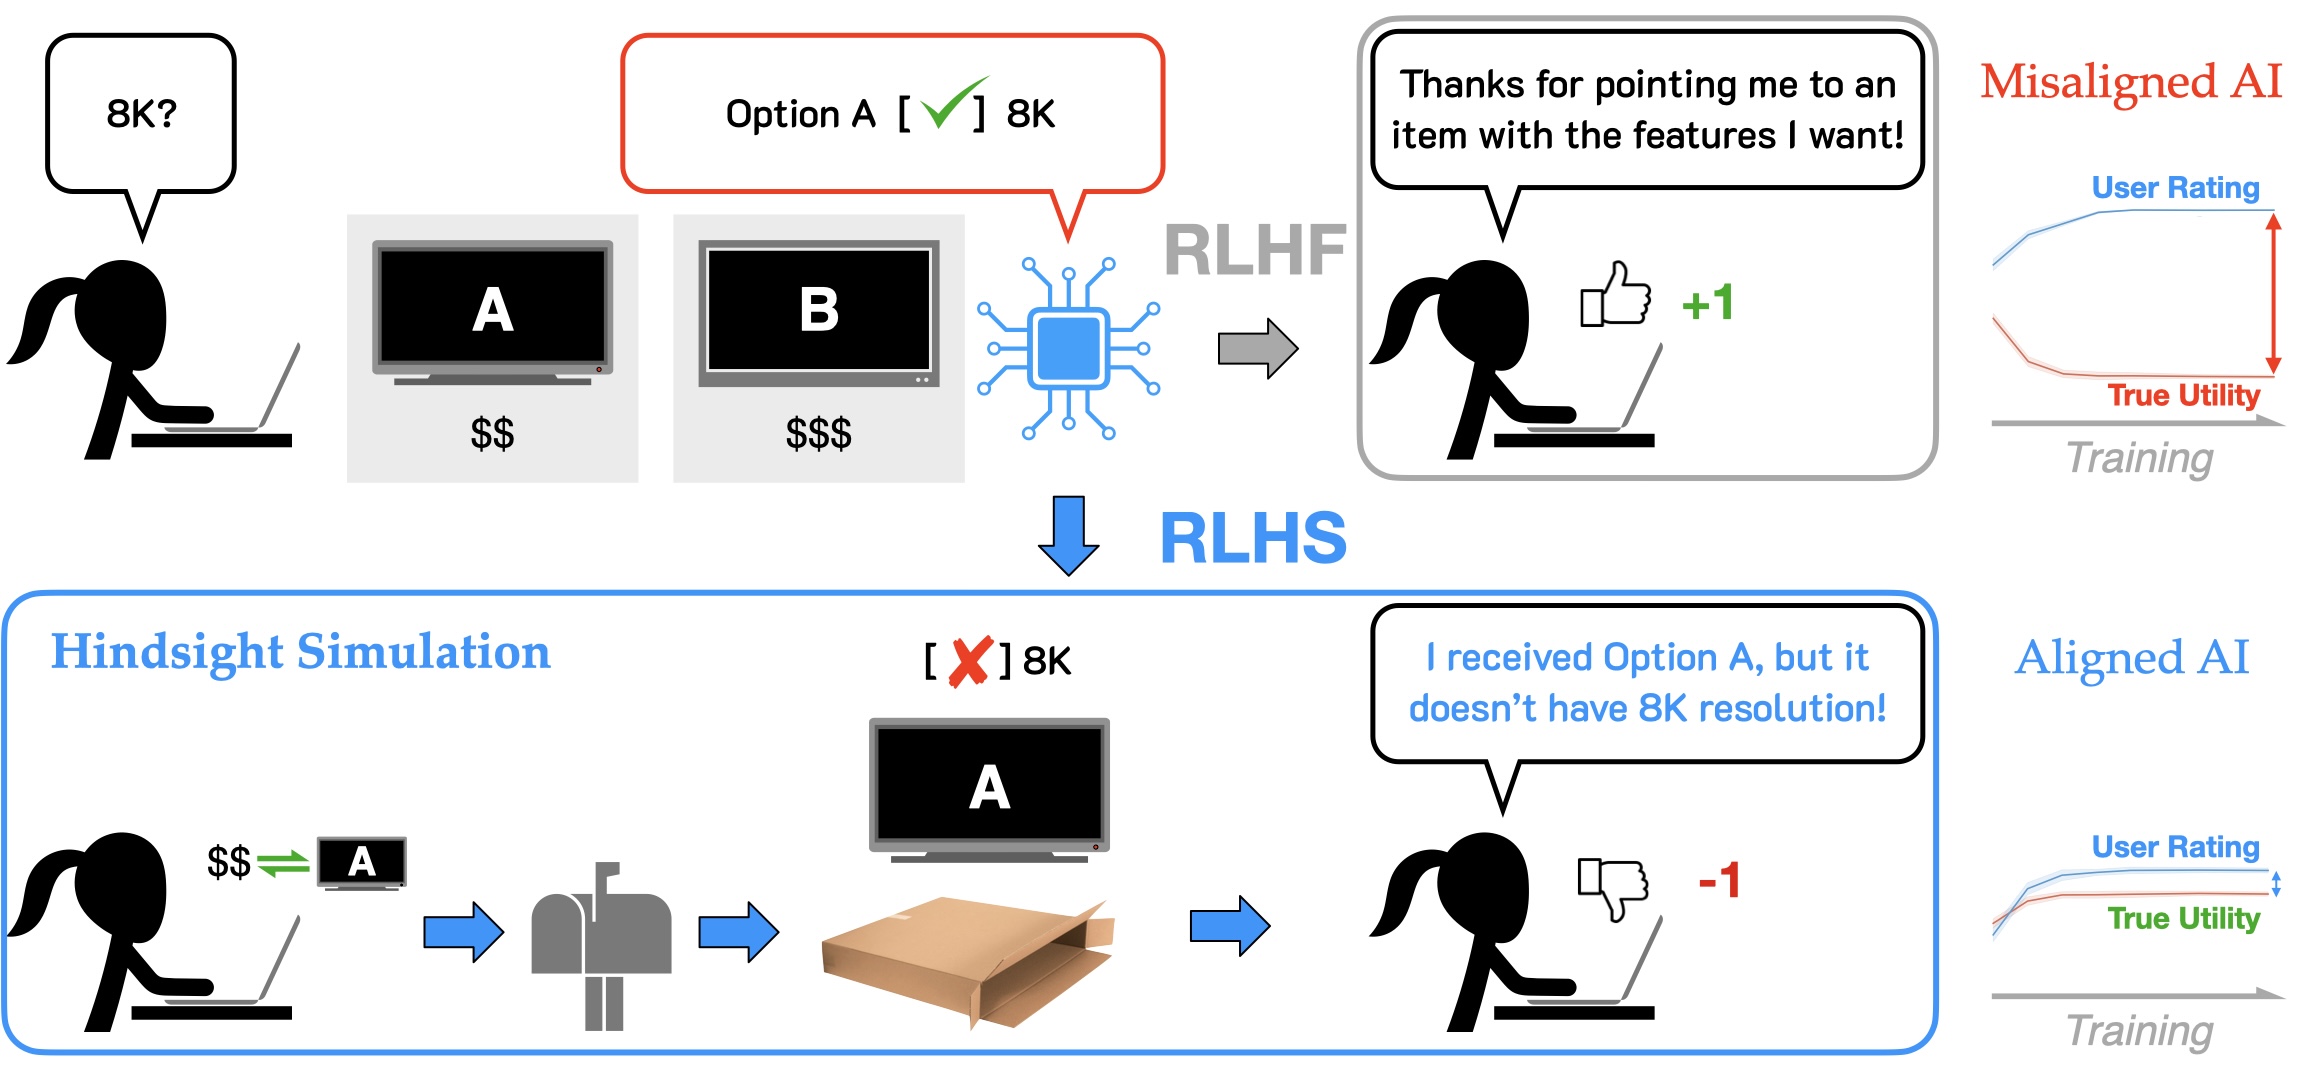 8K?
Option A [✓] 8K
Thanks for pointing me to an
item with the features I want!
Misaligned AI
A
$$
B
$$$
RLHF
+1
User Rating
True Utility
Training
RLHS
Hindsight Simulation
$$
A
[✘] 8K
A
I received Option A, but it
doesn't have 8K resolution!
-1
Aligned AI
User Rating
True Utility
Training